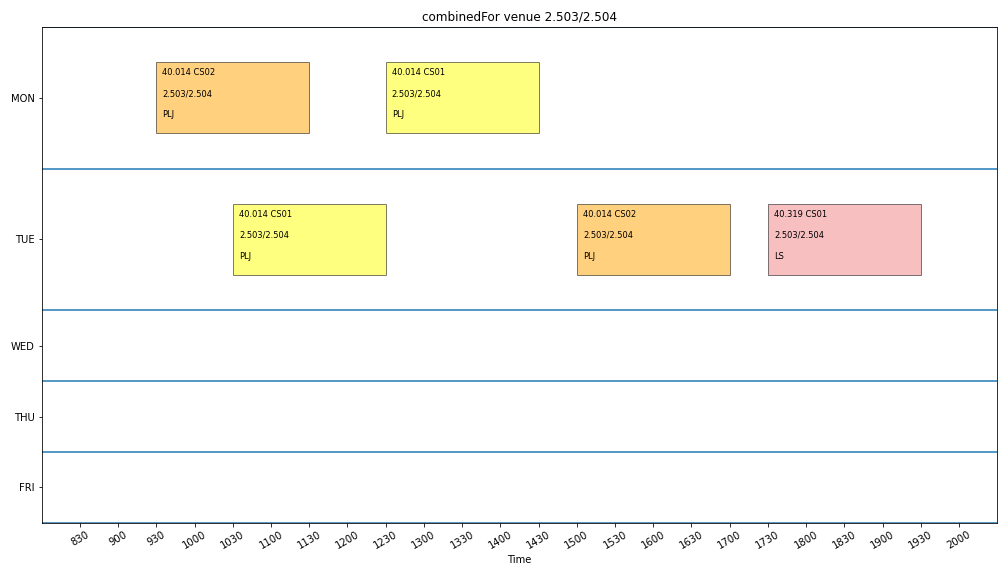 combinedFor venue 2.503/2.504
MON
40.014 CS02
2.503/2.504
PLJ
40.014 CS01
2.503/2.504
PLJ
TUE
40.014 CS01
2.503/2.504
PLJ
40.014 CS02
2.503/2.504
PLJ
40.319 CS01
2.503/2.504
LS
WED
THU
FRI
830 900 930 1000 1030 1100 1130 1200 1230 1300 1330 1400 1430 1500 1530 1600 1630 1700 1730 1800 1830 1900 1930 2000
Time